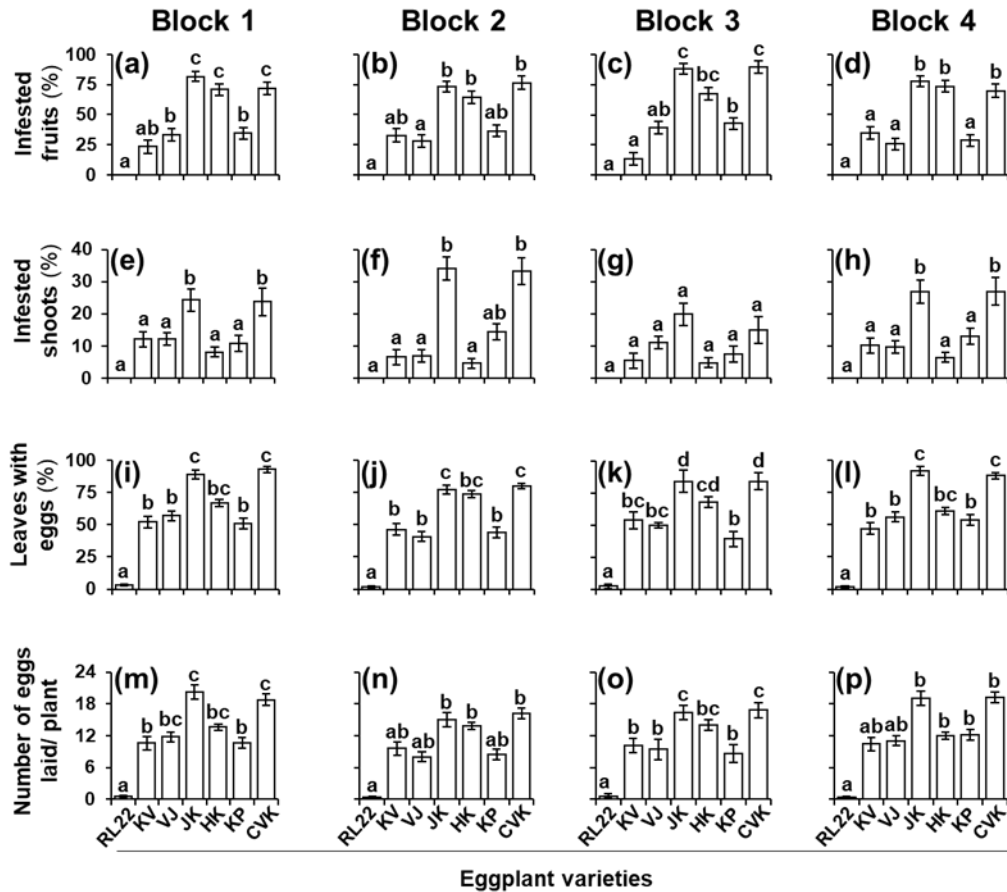 Block 1 Block 2 Block 3 Block 4
Infested fruits (%)
100 75 50 25 0
(a) a ab b c c b c
(b) a ab a b b ab b
(c) a a ab c bc b c
(d) a a a b b a b
Infested shoots (%)
40 30 20 10 0
(e) a a a b a a b
(f) a a a b a ab b
(g) a a a a a a a
(h) a a a b a a b
Leaves with eggs (%)
100 75 50 25 0
(i) a b b c bc b c
(j) a b b c bc b c
(k) a bc bc d cd b d
(l) a b b c bc b c
Number of eggs laid/ plant
24 18 12 6 0
(m) a b bc c bc b c
(n) a ab ab b b ab b
(o) a b b c bc b c
(p) a ab ab b b b b
RL22 KV VJ JK HK KP CVK RL22 KV VJ JK HK KP CVK RL22 KV VJ JK HK KP CVK RL22 KV VJ JK HK KP CVK
Eggplant varieties